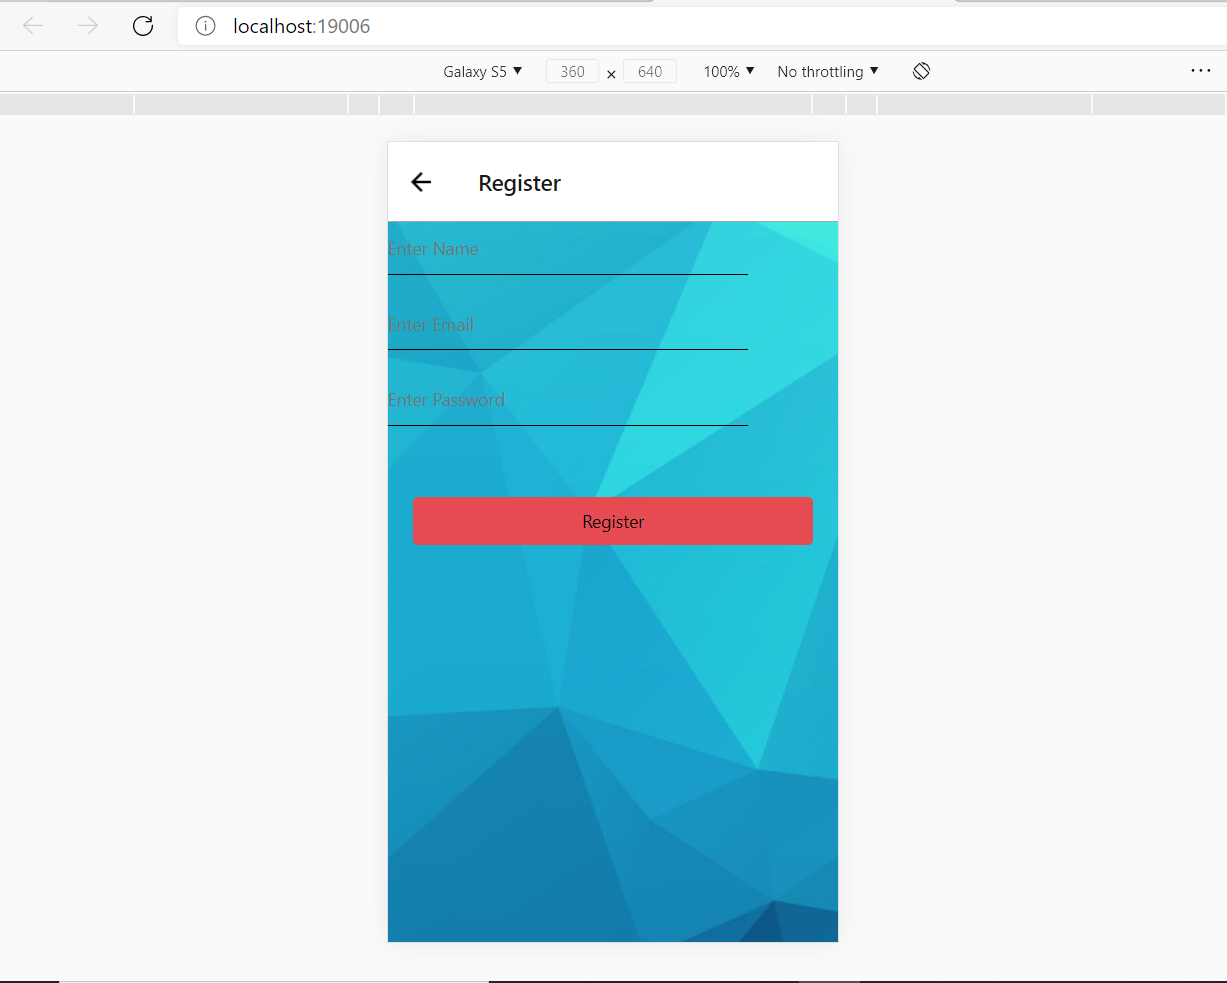 localhost:19006
Galaxy S5 ▼ 360 × 640 100% ▼ No throttling ▼
Register
Enter Name
Enter Email
Enter Password
Register